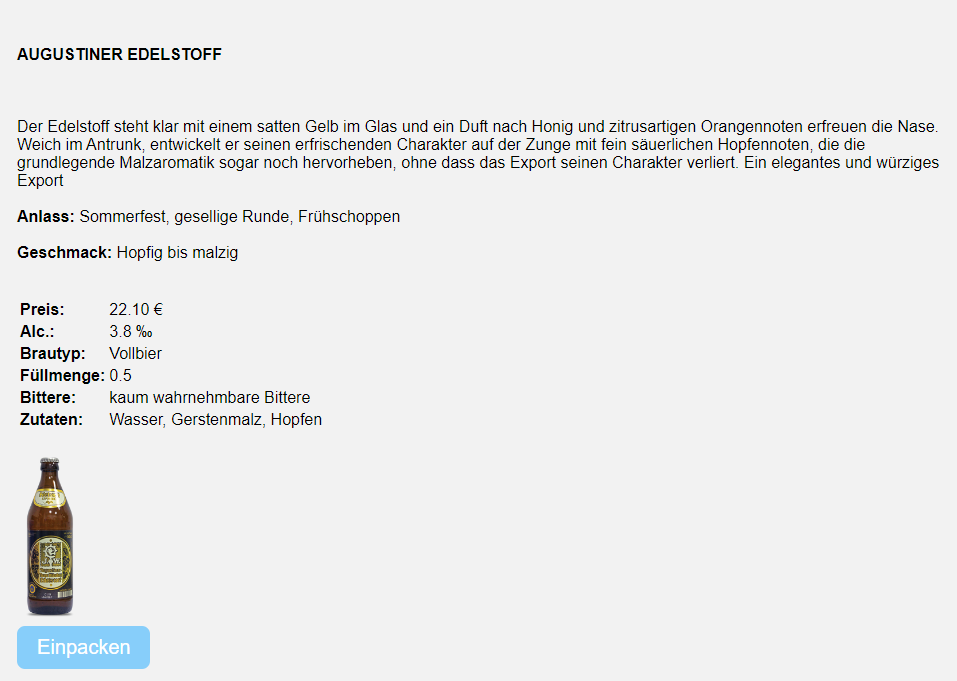 AUGUSTINER EDELSTOFF
Der Edelstoff steht klar mit einem satten Gelb im Glas und ein Duft nach Honig und zitrusartigen Orangennoten erfreuen die Nase.
Weich im Antrunk, entwickelt er seinen erfrischenden Charakter auf der Zunge mit fein säuerlichen Hopfennoten, die die
grundlegende Malzaromatik sogar noch hervorheben, ohne dass das Export seinen Charakter verliert. Ein elegantes und würziges
Export
Anlass: Sommerfest, gesellige Runde, Frühschoppen
Geschmack: Hopfig bis malzig
Preis: 22.10 €
Alc.: 3.8 ‰
Brautyp: Vollbier
Füllmenge: 0.5
Bittere: kaum wahrnehmbare Bittere
Zutaten: Wasser, Gerstenmalz, Hopfen
Einpacken